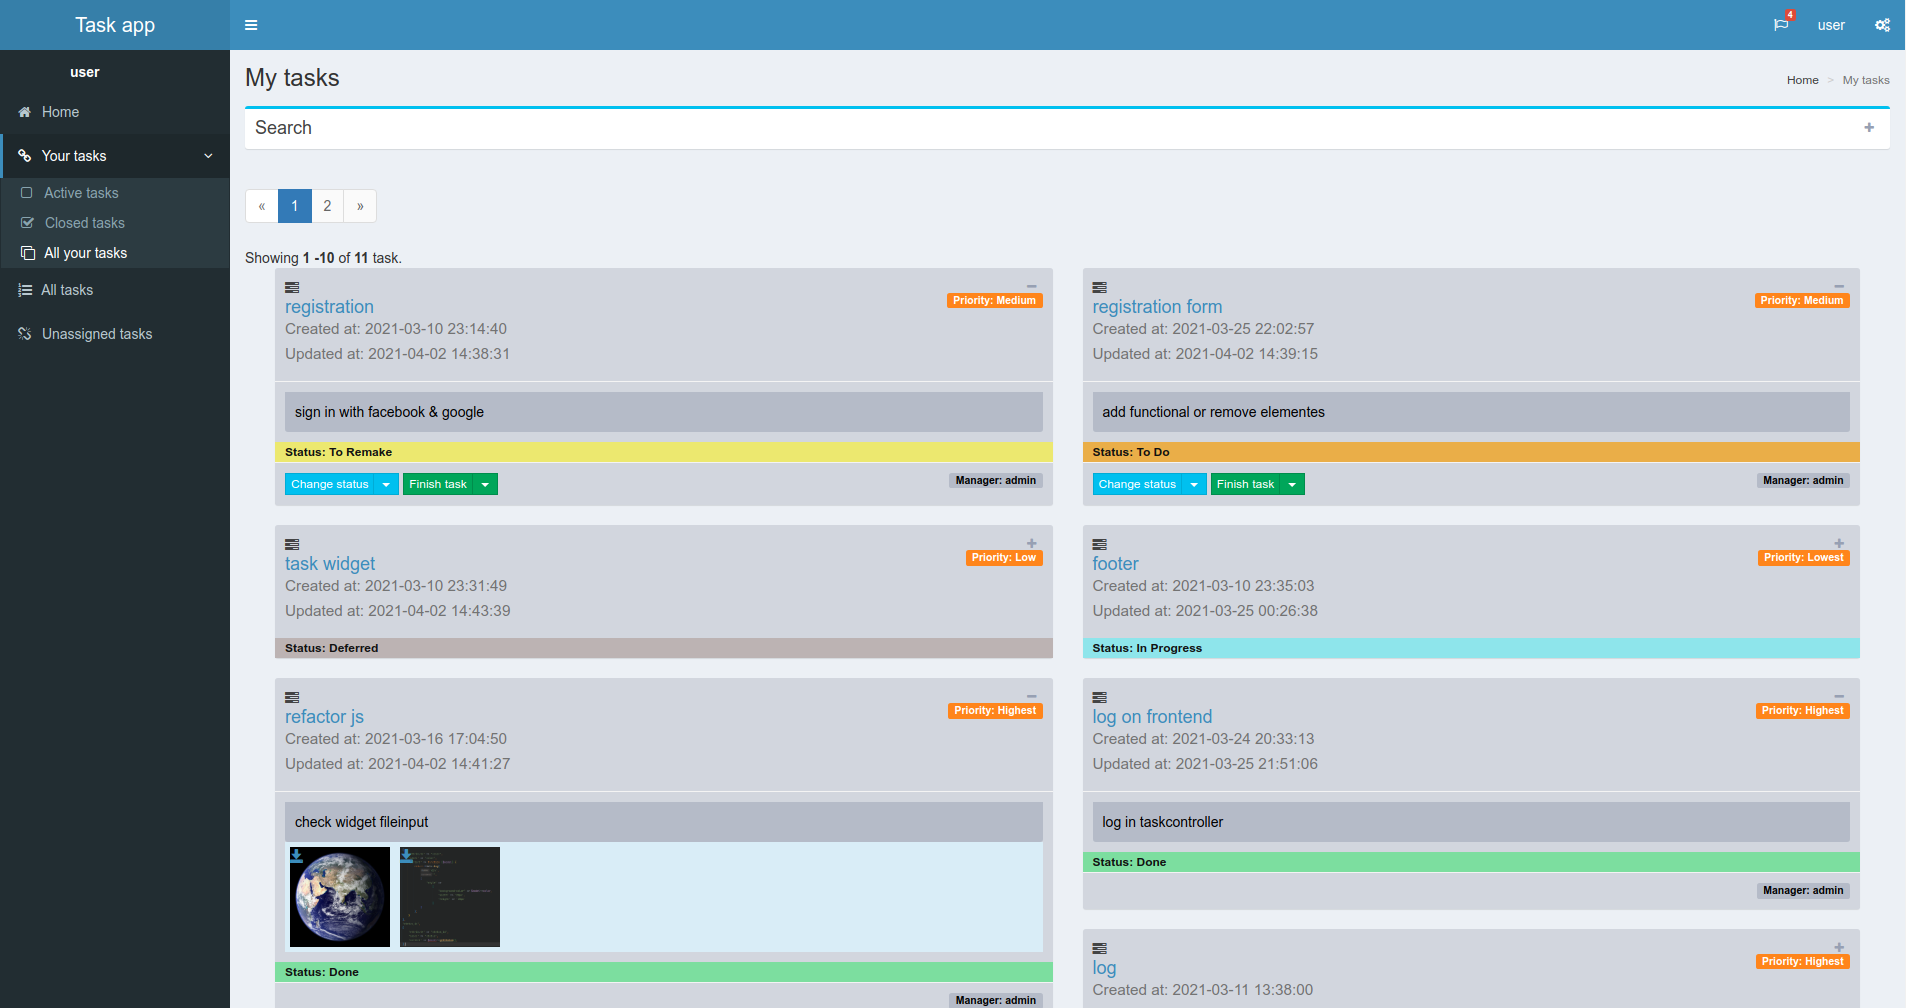 Task app
4
user
user
Home
Your tasks
Active tasks
Closed tasks
All your tasks
All tasks
Unassigned tasks
My tasks
Home > My tasks
Search
« 1 2 »
Showing 1 -10 of 11 task.
registration
Priority: Medium
Created at: 2021-03-10 23:14:40
Updated at: 2021-04-02 14:38:31
sign in with facebook & google
Status: To Remake
Change status
Finish task
Manager: admin
registration form
Priority: Medium
Created at: 2021-03-25 22:02:57
Updated at: 2021-04-02 14:39:15
add functional or remove elementes
Status: To Do
Change status
Finish task
Manager: admin
task widget
Priority: Low
Created at: 2021-03-10 23:31:49
Updated at: 2021-04-02 14:43:39
Status: Deferred
footer
Priority: Lowest
Created at: 2021-03-10 23:35:03
Updated at: 2021-03-25 00:26:38
Status: In Progress
refactor js
Priority: Highest
Created at: 2021-03-16 17:04:50
Updated at: 2021-04-02 14:41:27
check widget fileinput
Status: Done
Manager: admin
log on frontend
Priority: Highest
Created at: 2021-03-24 20:33:13
Updated at: 2021-03-25 21:51:06
log in taskcontroller
Status: Done
Manager: admin
log
Priority: Highest
Created at: 2021-03-11 13:38:00